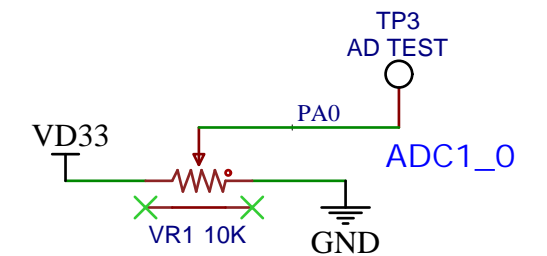 TP3
AD TEST
PA0
VD33
ADC1_0
VR1 10K
GND